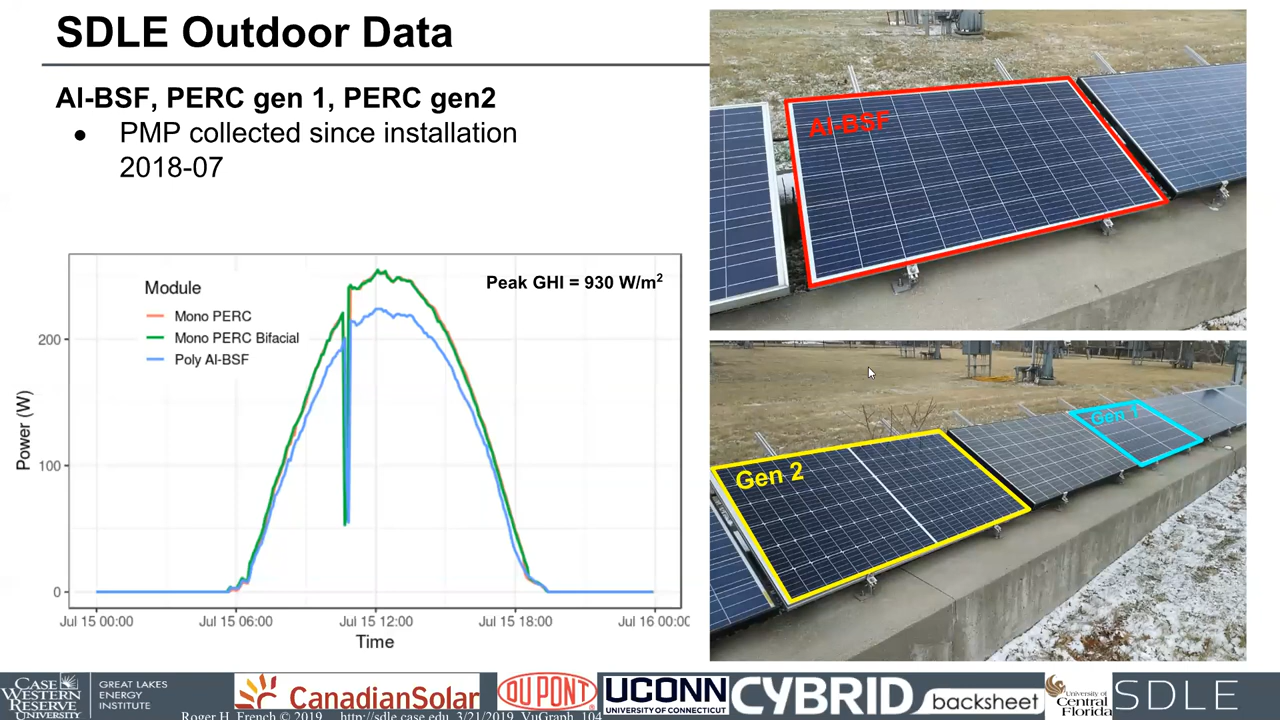 SDLE Outdoor Data
Al-BSF, PERC gen 1, PERC gen2
● PMP collected since installation
2018-07
Module
Mono PERC
Mono PERC Bifacial
Poly Al-BSF
Peak GHI = 930 W/m²
Power (W)
200
100
0
Jul 15 00:00
Jul 15 06:00
Jul 15 12:00
Jul 15 18:00
Jul 16 00:00
Time
Al-BSF
Gen 2
Gen 1
CASE
WESTERN
RESERVE
UNIVERSITY
GREAT LAKES
ENERGY
INSTITUTE
CanadianSolar
DUPONT
UCONN
UNIVERSITY OF CONNECTICUT
CYBRID
backsheet
University of
Central
Florida
SDLE
Roger H. French © 2019 http://sdle.case.edu 3/21/2019, VuGraph 104